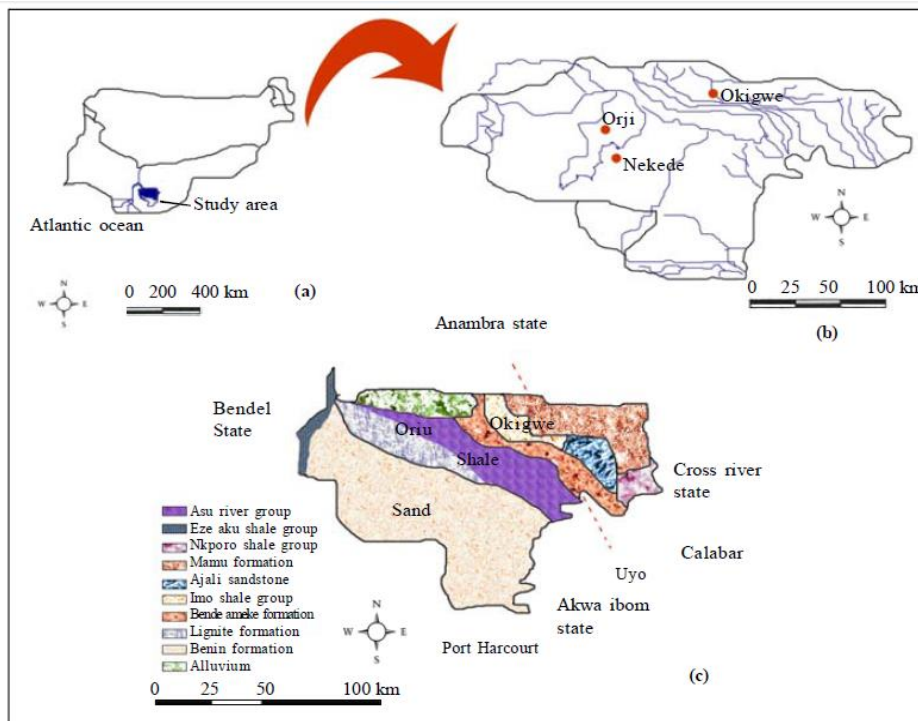 Okigwe
Orji
Nekede
Study area
Atlantic ocean
N
W E
S
0 200 400 km
(a)
N
W E
S
0 25 50 100 km
(b)
Anambra state
Bendel
State
Oriu
Okigwe
Shale
Sand
Cross river
state
Calabar
Uyo
Akwa ibom
state
Port Harcourt
Asu river group
Eze aku shale group
Nkporo shale group
Mamu formation
Ajali sandstone
Imo shale group
Bende ameke formation
Lignite formation
Benin formation
Alluvium
N
W E
S
0 25 50 100 km
(c)